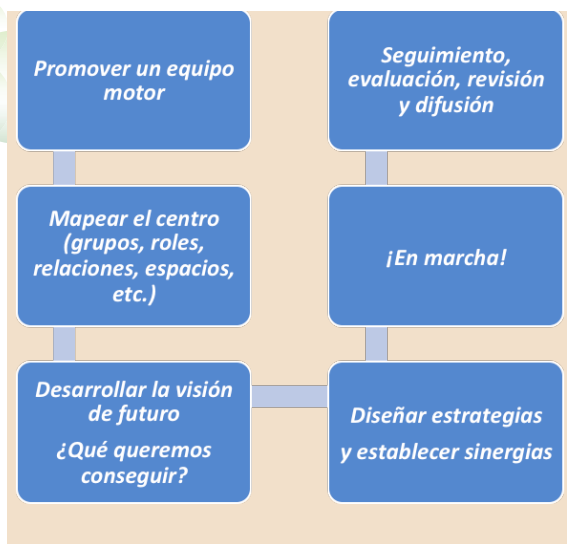 Promover un equipo
motor
Mapear el centro
(grupos, roles,
relaciones, espacios,
etc.)
Desarrollar la visión
de futuro
¿Qué queremos
conseguir?
Diseñar estrategias
y establecer sinergias
¡En marcha!
Seguimiento,
evaluación, revisión
y difusión